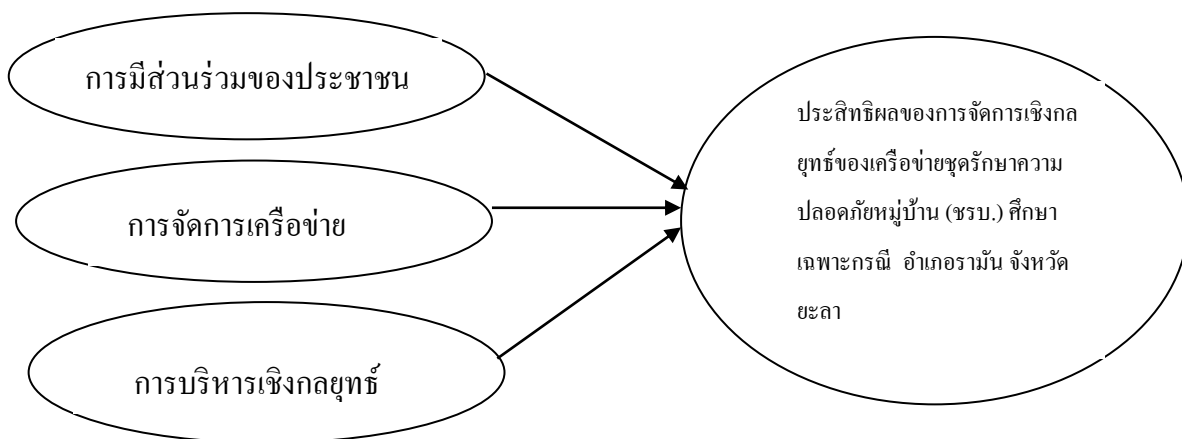 การมีส่วนร่วมของประชาชน
การจัดการเครือข่าย
การบริหารเชิงกลยุทธ์
ประสิทธิผลของการจัดการเชิงกล
ยุทธ์ของเครือข่ายชุดรักษาความ
ปลอดภัยหมู่บ้าน (ชรบ.) ศึกษา
เฉพาะกรณี อำเภอรามัน จังหวัด
ยะลา